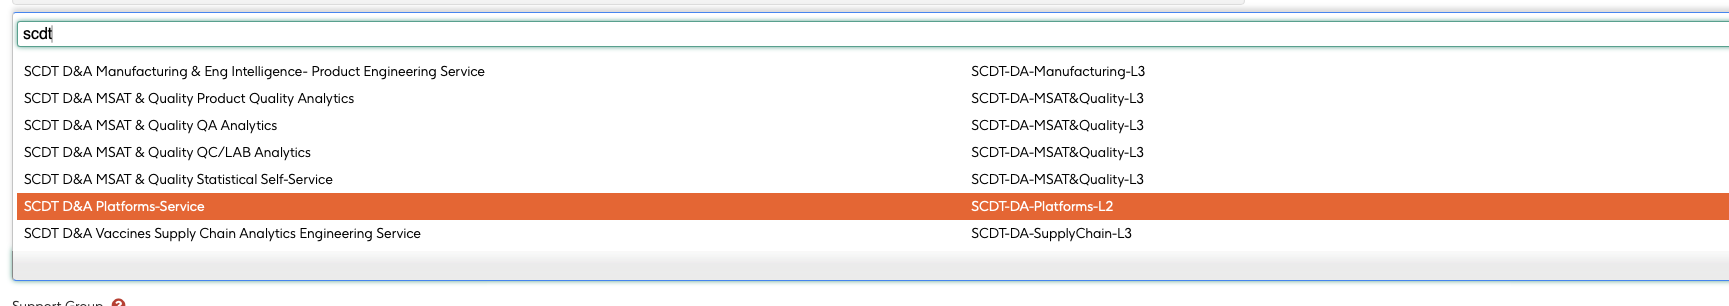 scdt
SCDT D&A Manufacturing & Eng Intelligence- Product Engineering Service SCDT-DA-Manufacturing-L3
SCDT D&A MSAT & Quality Product Quality Analytics SCDT-DA-MSAT&Quality-L3
SCDT D&A MSAT & Quality QA Analytics SCDT-DA-MSAT&Quality-L3
SCDT D&A MSAT & Quality QC/LAB Analytics SCDT-DA-MSAT&Quality-L3
SCDT D&A MSAT & Quality Statistical Self-Service SCDT-DA-MSAT&Quality-L3
SCDT D&A Platforms-Service SCDT-DA-Platforms-L2
SCDT D&A Vaccines Supply Chain Analytics Engineering Service SCDT-DA-SupplyChain-L3
Support Group ?